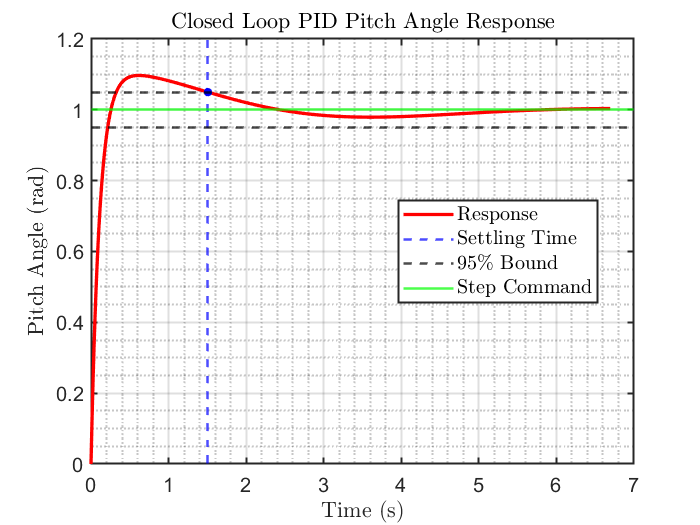 Closed Loop PID Pitch Angle Response
1.2
1
0.8
0.6
0.4
0.2
0
Pitch Angle (rad)
Response
Settling Time
95% Bound
Step Command
0 1 2 3 4 5 6 7
Time (s)